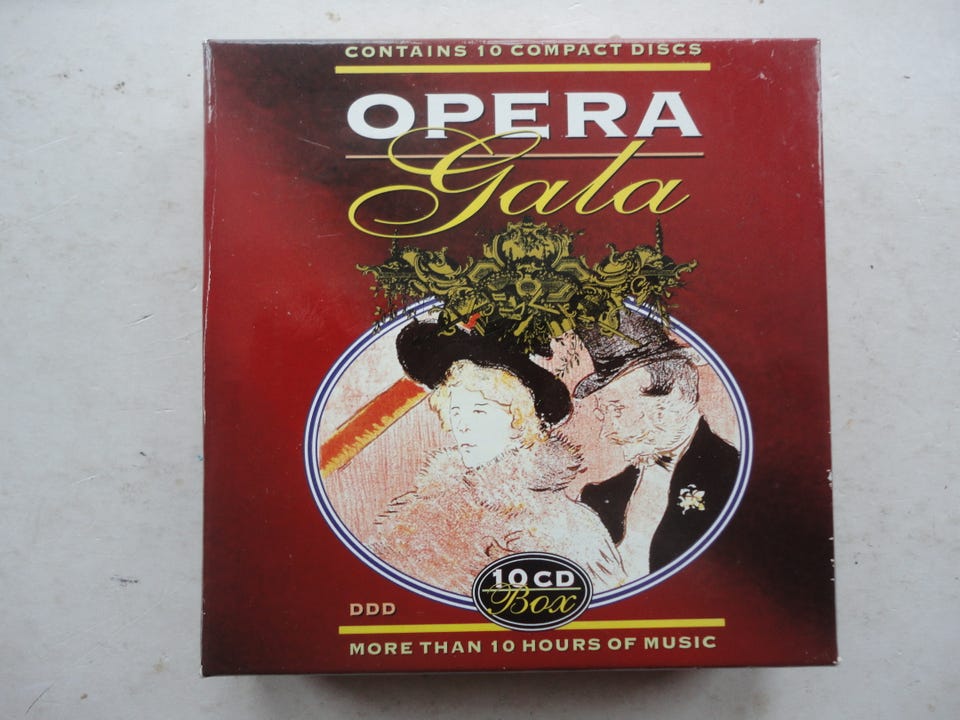 CONTAINS 10 COMPACT DISCS
OPERA
Gala
10 CD
Box
DDD
MORE THAN 10 HOURS OF MUSIC